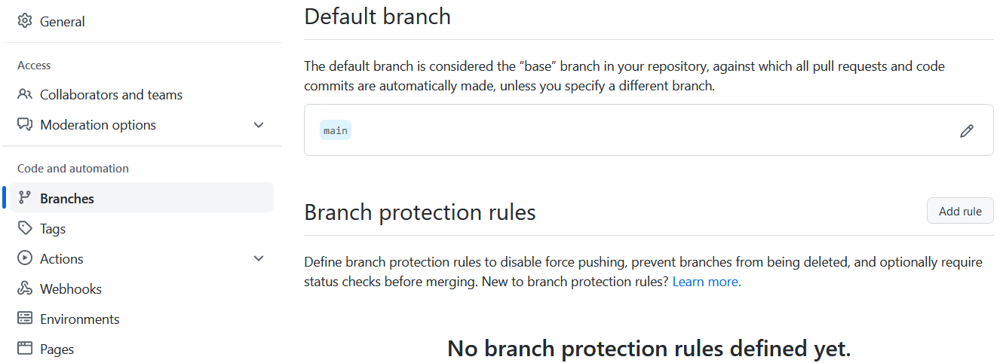 General
Access
Collaborators and teams
Moderation options
Code and automation
Branches
Tags
Actions
Webhooks
Environments
Pages
Default branch
The default branch is considered the “base” branch in your repository, against which all pull requests and code
commits are automatically made, unless you specify a different branch.
main
Branch protection rules
Add rule
Define branch protection rules to disable force pushing, prevent branches from being deleted, and optionally require
status checks before merging. New to branch protection rules? Learn more.
No branch protection rules defined yet.